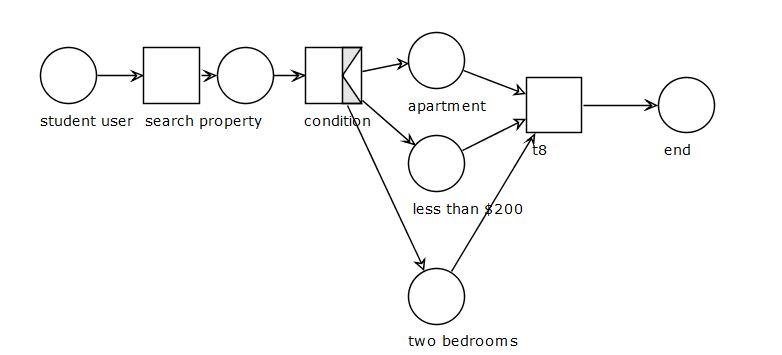 student user
search property
condition
apartment
less than $200
two bedrooms
t8
end